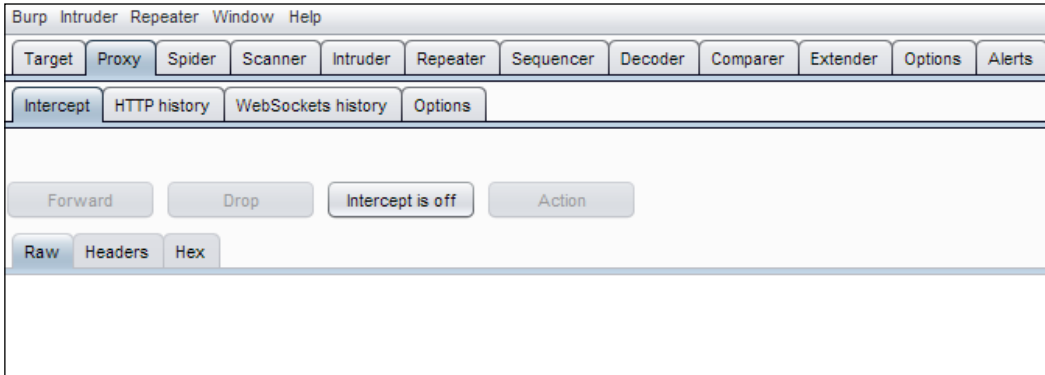 Burp Intruder Repeater Window Help
Target Proxy Spider Scanner Intruder Repeater Sequencer Decoder Comparer Extender Options Alerts
Intercept HTTP history WebSockets history Options
Forward Drop Intercept is off Action
Raw Headers Hex